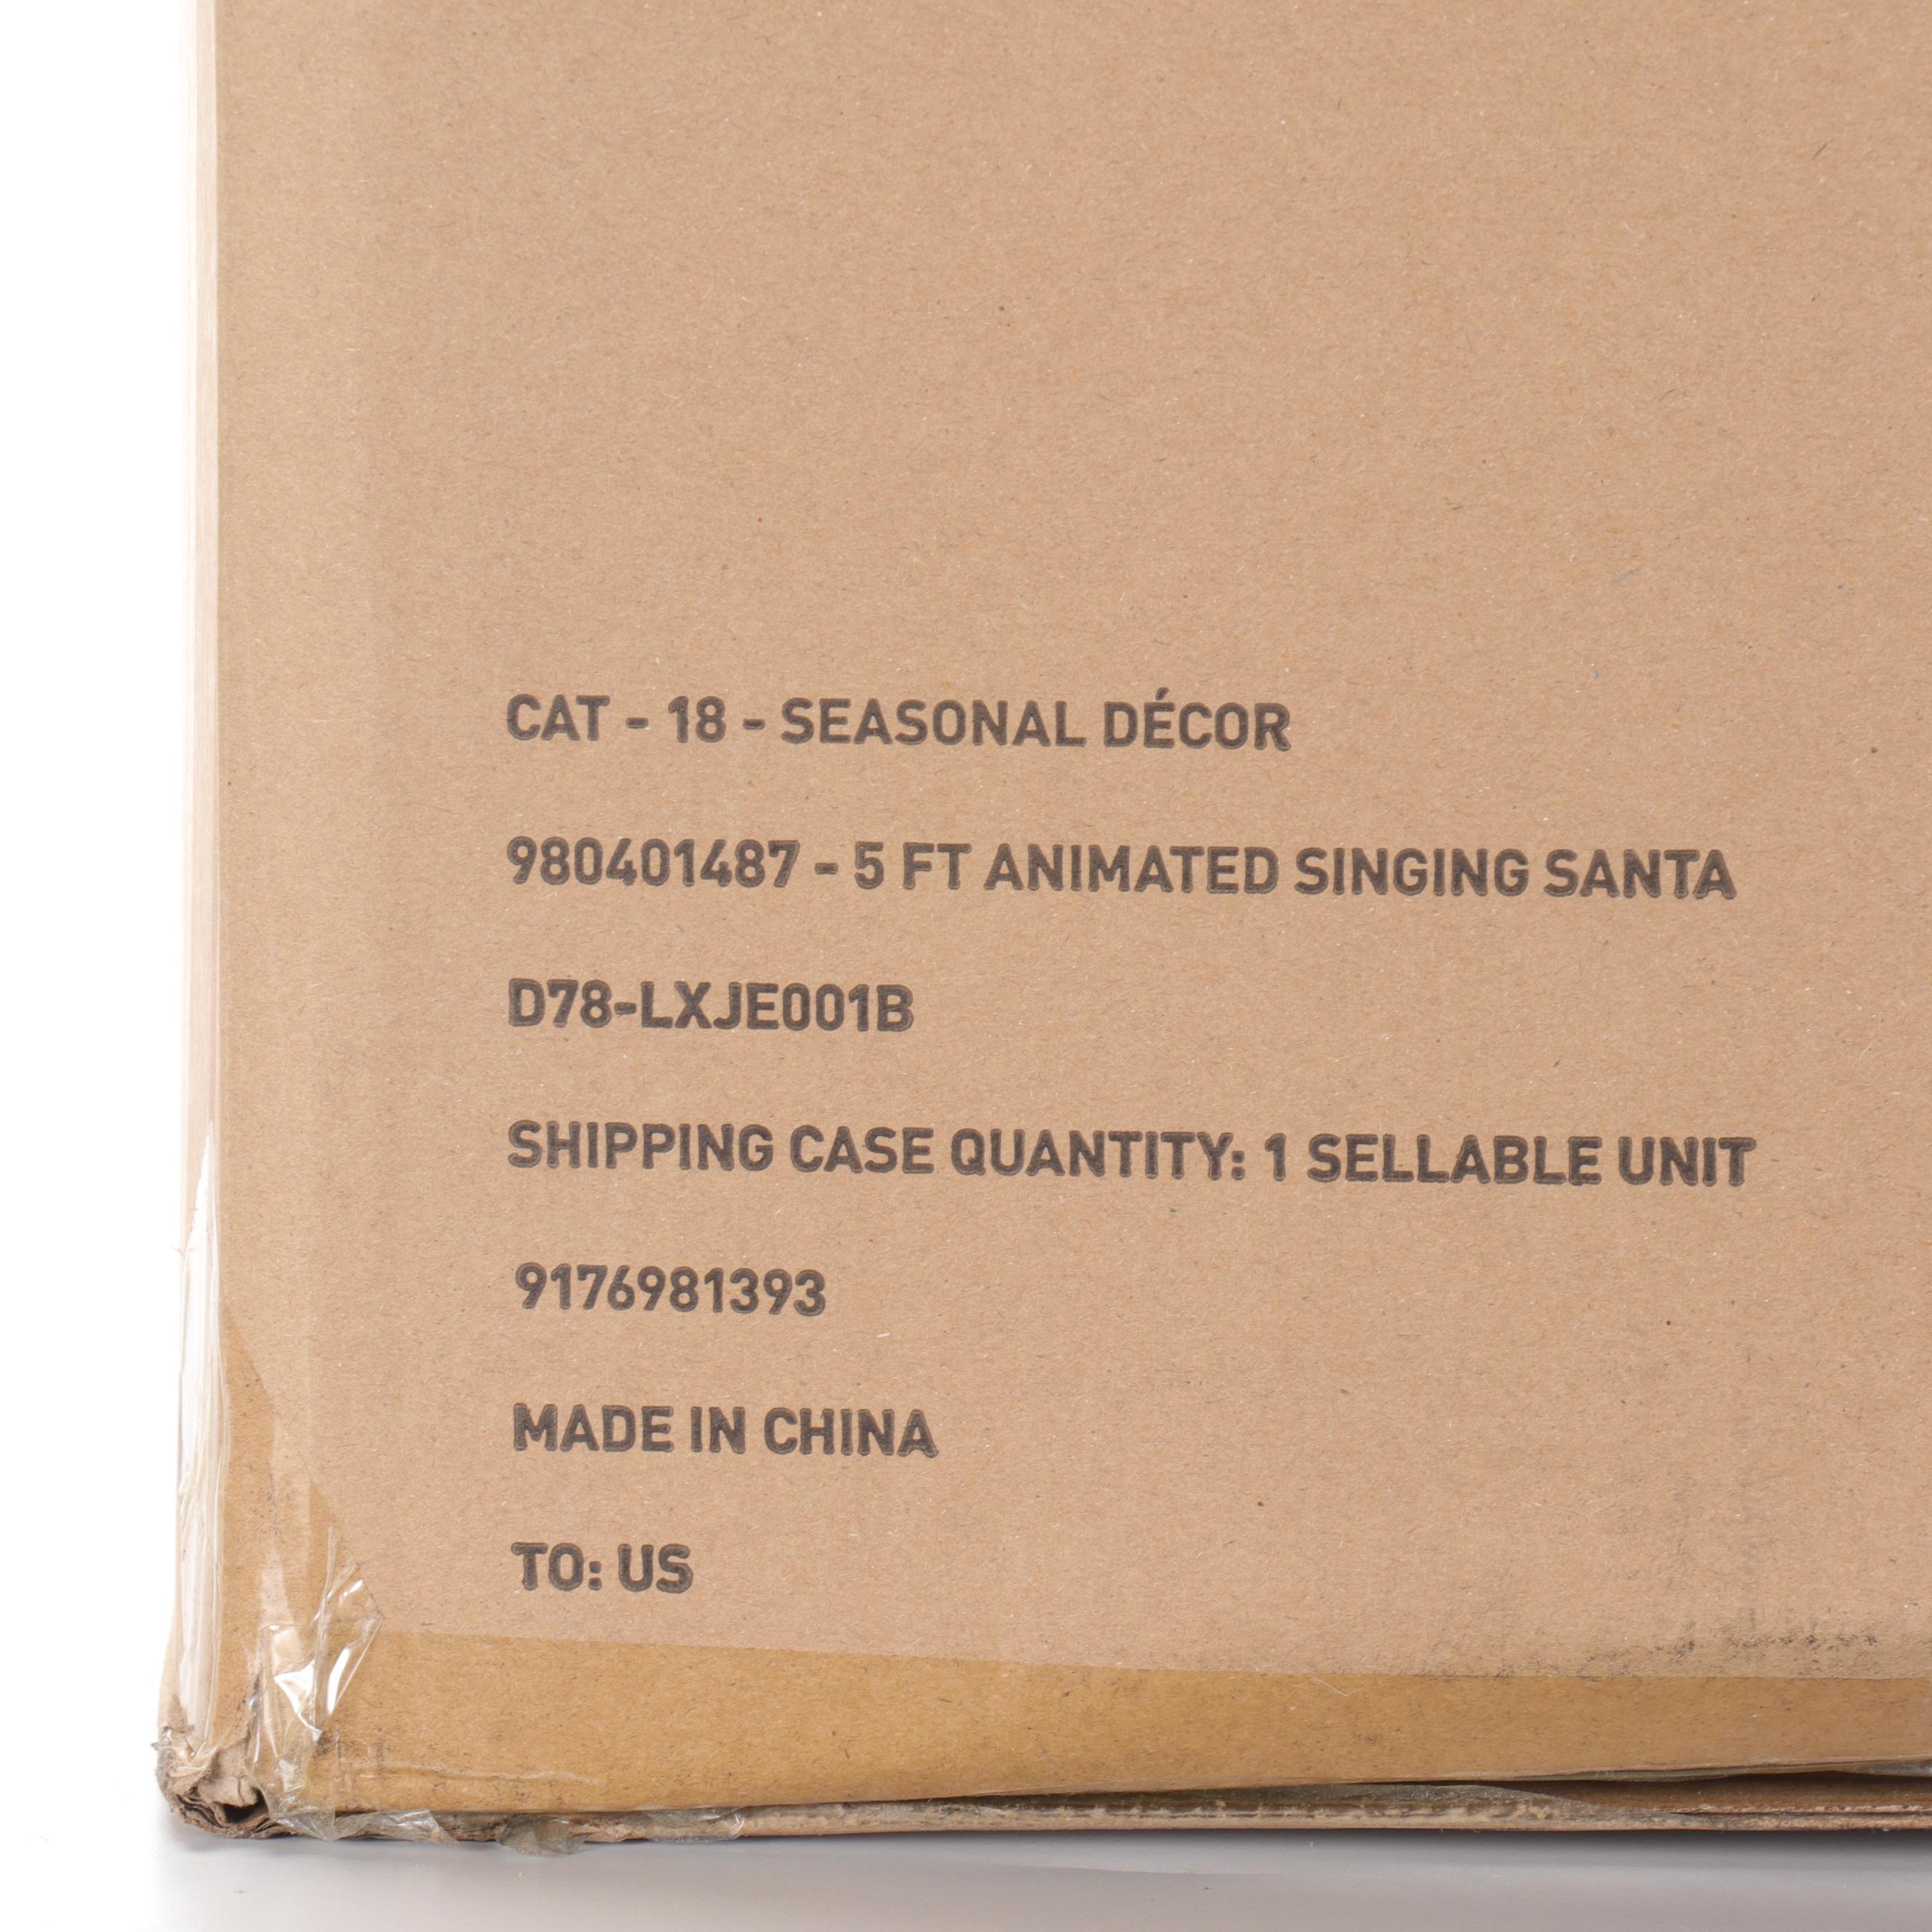 CAT - 18 - SEASONAL DÉCOR
980401487 - 5 FT ANIMATED SINGING SANTA
D78-LXJE001B
SHIPPING CASE QUANTITY: 1 SELLABLE UNIT
9176981393
MADE IN CHINA
TO: US